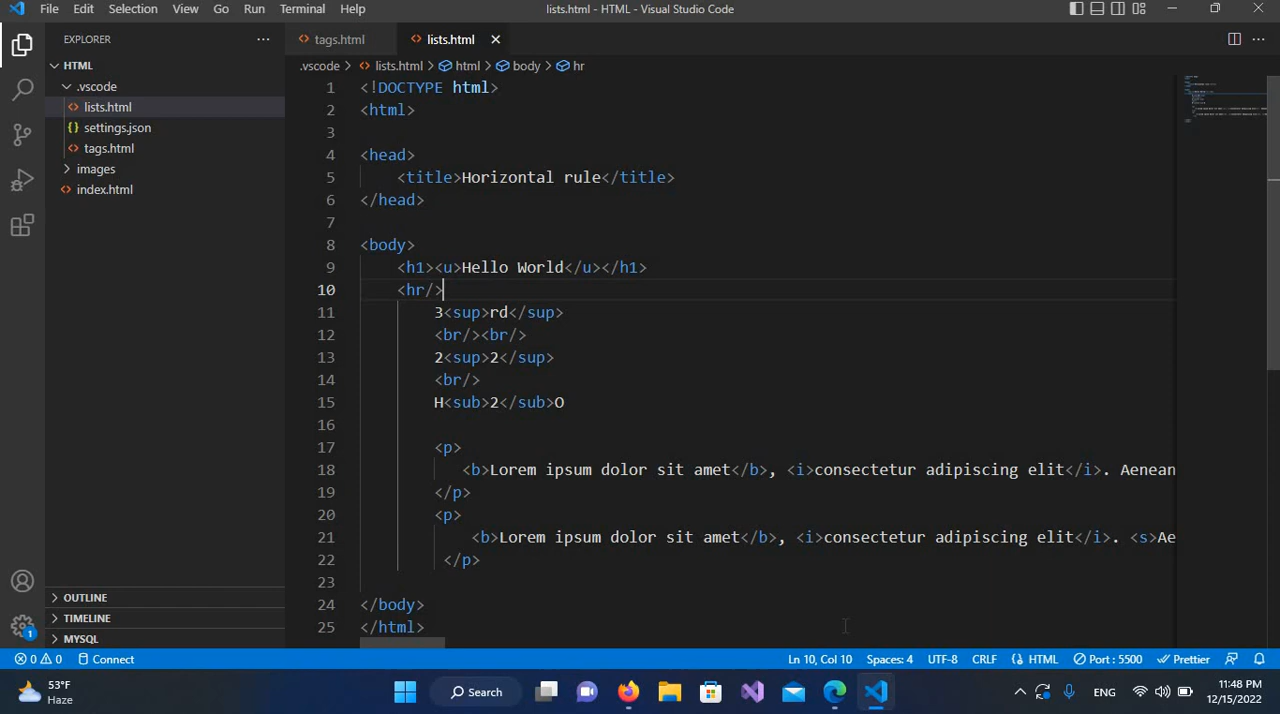 File Edit Selection View Go Run Terminal Help
lists.html - HTML - Visual Studio Code
EXPLORER
HTML
.vscode
lists.html
settings.json
tags.html
images
index.html
OUTLINE
TIMELINE
MYSQL
tags.html
lists.html
.vscode > lists.html > html > body > hr
1 <!DOCTYPE html>
2 <html>
3
4 <head>
5 <title>Horizontal rule</title>
6 </head>
7
8 <body>
9 <h1><u>Hello World</u></h1>
10 <hr/>
11 3<sup>rd</sup>
12 <br/><br/>
13 2<sup>2</sup>
14 <br/>
15 H<sub>2</sub>O
16
17 <p>
18 <b>Lorem ipsum dolor sit amet</b>, <i>consectetur adipiscing elit</i>. Aenean
19 </p>
20 <p>
21 <b>Lorem ipsum dolor sit amet</b>, <i>consectetur adipiscing elit</i>. <s>Ae
22 </p>
23
24 </body>
25 </html>
1
0 0 Connect
Ln 10, Col 10 Spaces: 4 UTF-8 CRLF HTML Port : 5500 Prettier
53°F
Haze
Search
ENG
11:48 PM
12/15/2022